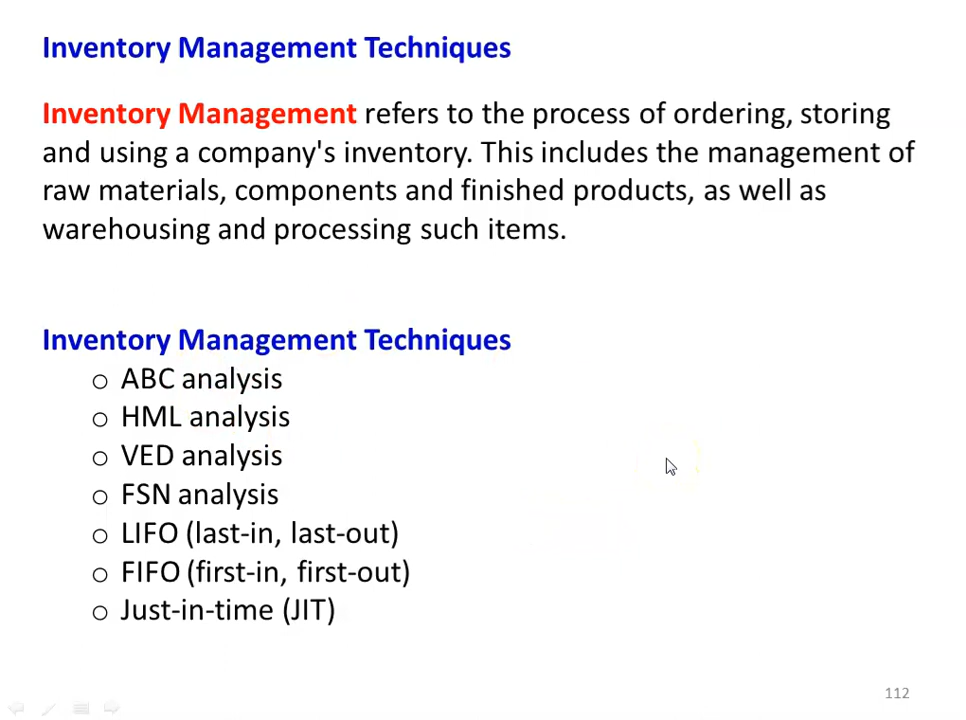 Inventory Management Techniques
Inventory Management refers to the process of ordering, storing
and using a company's inventory. This includes the management of
raw materials, components and finished products, as well as
warehousing and processing such items.
Inventory Management Techniques
o ABC analysis
o HML analysis
o VED analysis
o FSN analysis
o LIFO (last-in, last-out)
o FIFO (first-in, first-out)
o Just-in-time (JIT)
112